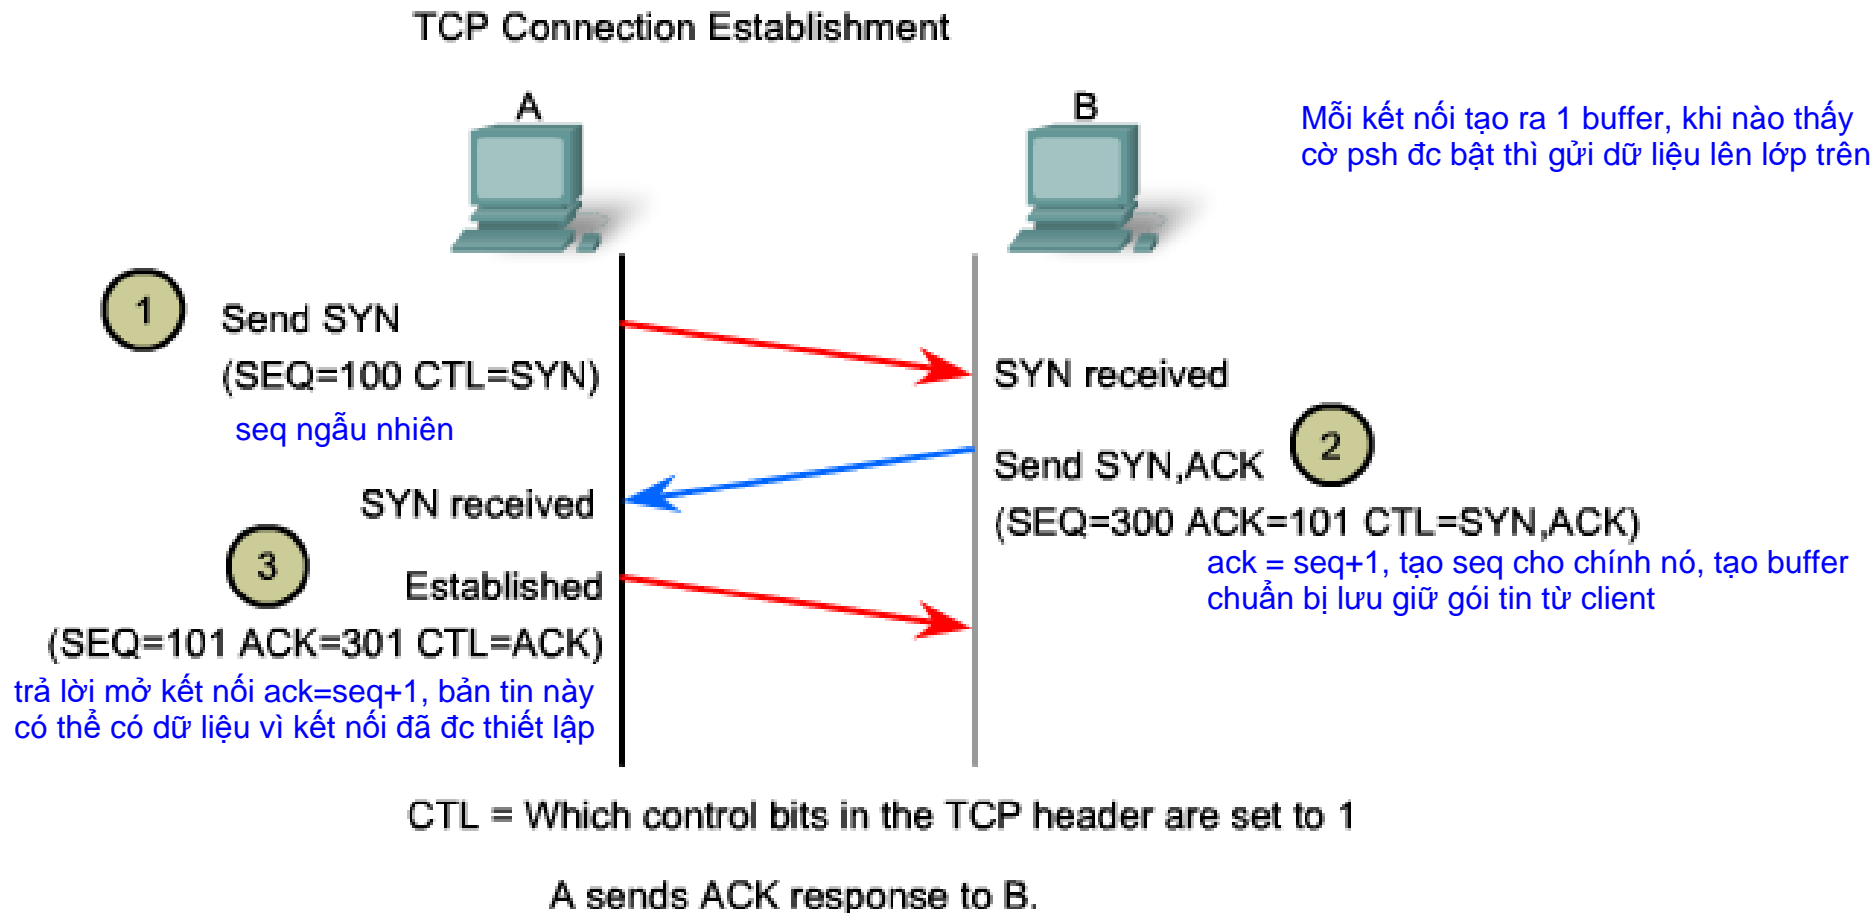 TCP Connection Establishment
A
B
Mỗi kết nối tạo ra 1 buffer, khi nào thấy
cờ psh đc bật thì gửi dữ liệu lên lớp trên
1
Send SYN
(SEQ=100 CTL=SYN)
seq ngẫu nhiên
SYN received
2
Send SYN,ACK
(SEQ=300 ACK=101 CTL=SYN,ACK)
ack = seq+1, tạo seq cho chính nó, tạo buffer
chuẩn bị lưu giữ gói tin từ client
SYN received
3
Established
(SEQ=101 ACK=301 CTL=ACK)
trả lời mở kết nối ack=seq+1, bản tin này
có thể có dữ liệu vì kết nối đã đc thiết lập
CTL = Which control bits in the TCP header are set to 1
A sends ACK response to B.